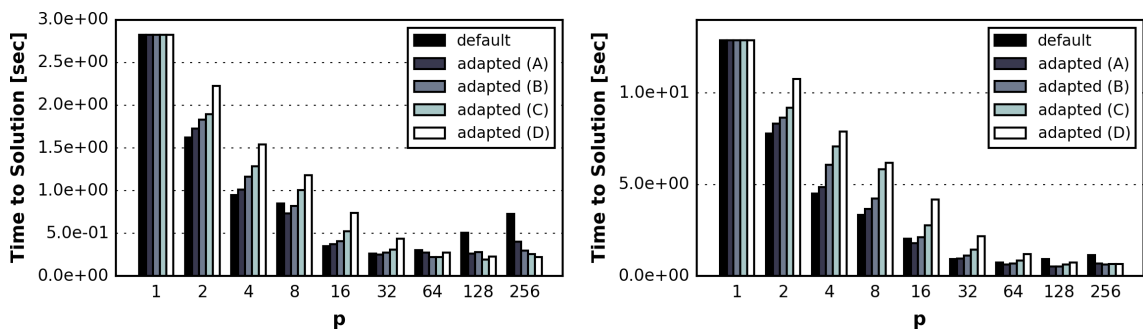 3.0e+00
2.5e+00
2.0e+00
1.5e+00
1.0e+00
5.0e-01
0.0e+00
Time to Solution [sec]
default
adapted (A)
adapted (B)
adapted (C)
adapted (D)
1 2 4 8 16 32 64 128 256
p
1.0e+01
5.0e+00
0.0e+00
Time to Solution [sec]
default
adapted (A)
adapted (B)
adapted (C)
adapted (D)
1 2 4 8 16 32 64 128 256
p